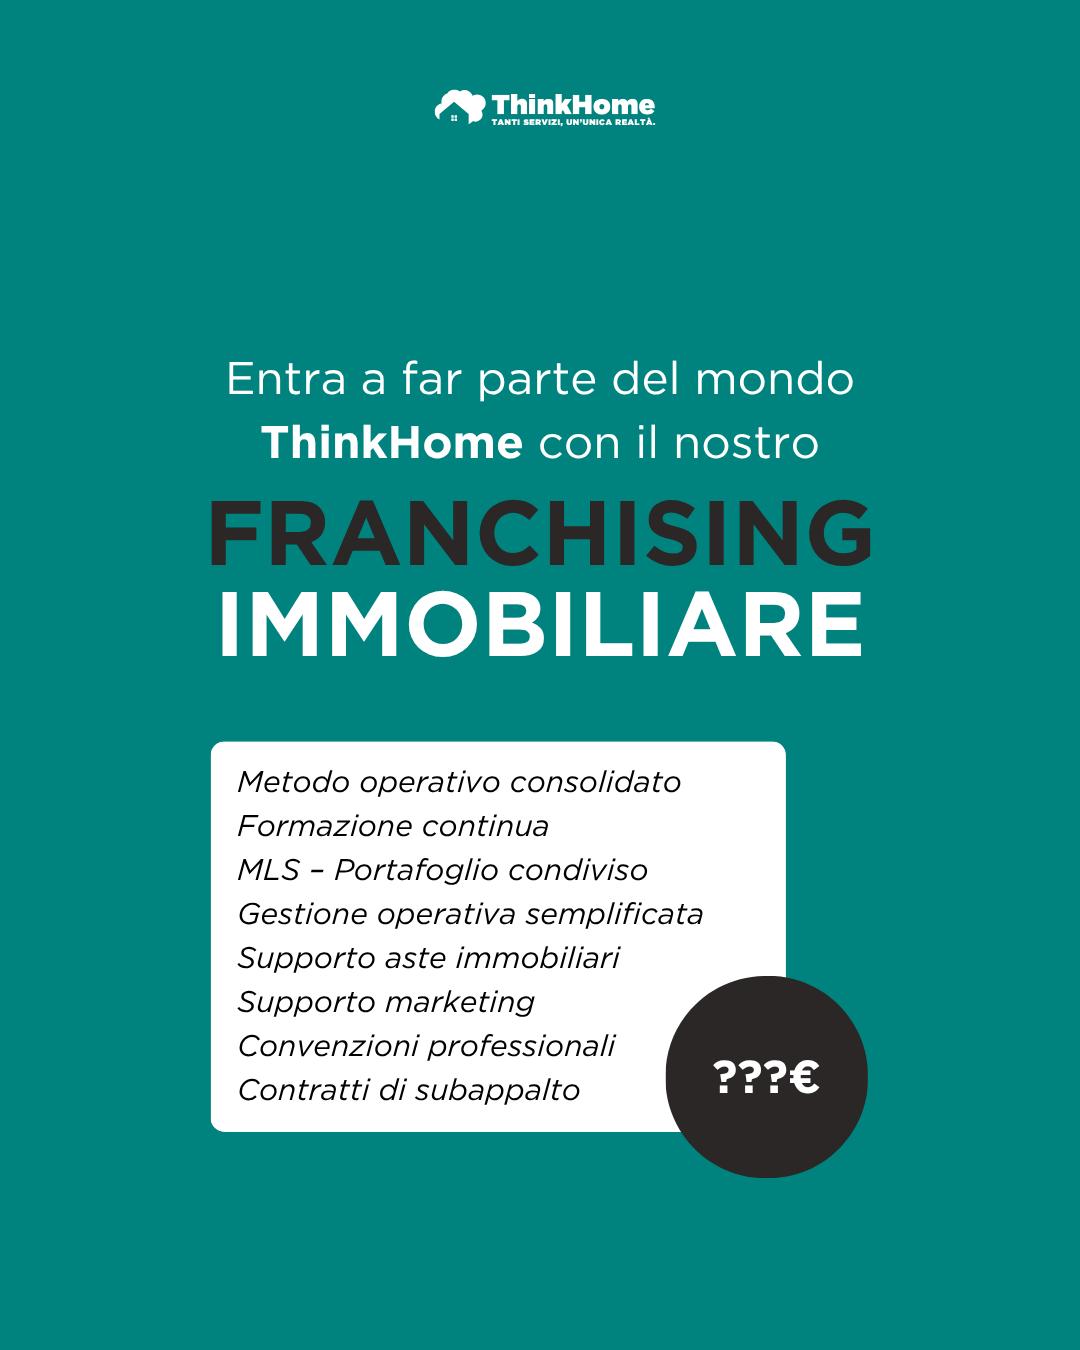 ThinkHome
TANTI SERVIZI, UN'UNICA REALTÀ.
Entra a far parte del mondo
ThinkHome con il nostro
FRANCHISING
IMMOBILIARE
Metodo operativo consolidato
Formazione continua
MLS – Portafoglio condiviso
Gestione operativa semplificata
Supporto aste immobiliari
Supporto marketing
Convenzioni professionali
Contratti di subappalto
???€